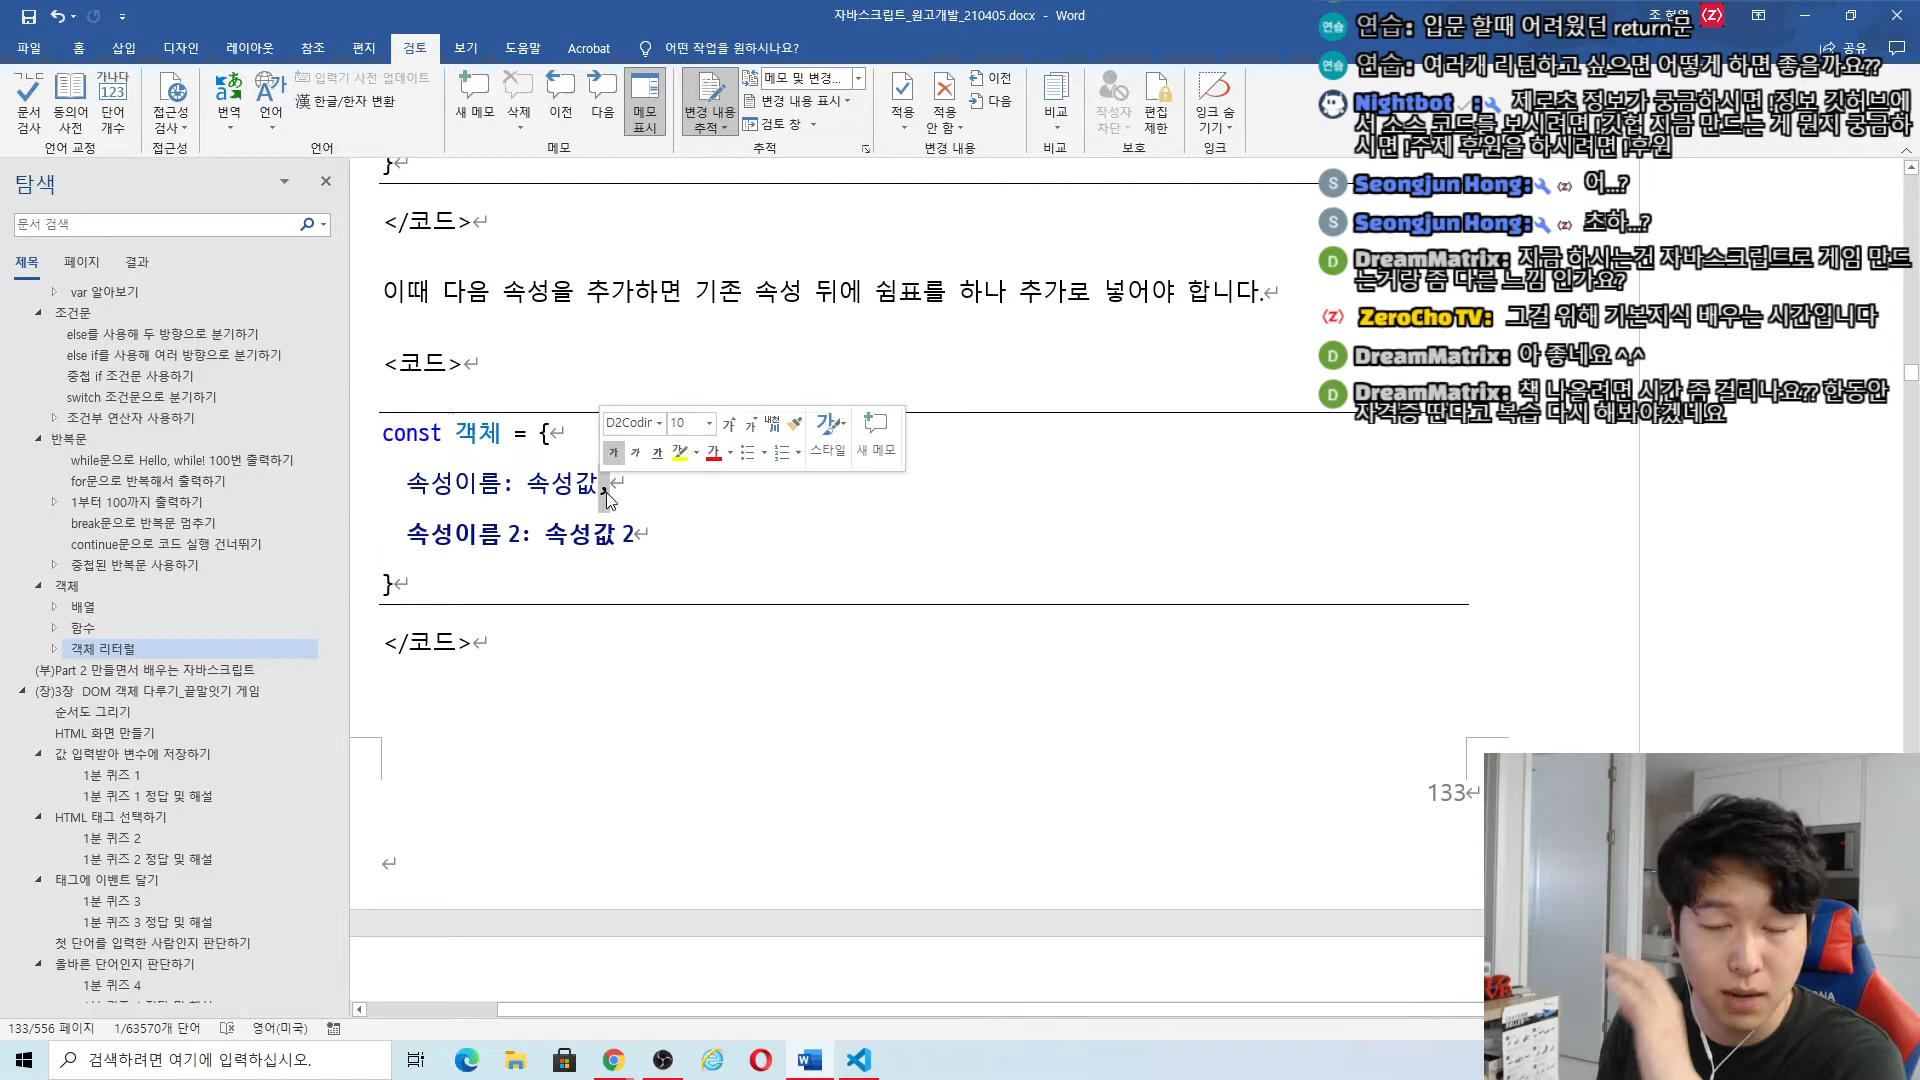 자바스크립트_원고개발_210405.docx - Word
조 현영
파일 홈 삽입 디자인 레이아웃 참조 편지 검토 보기 도움말 Acrobat 어떤 작업을 원하시나요? 공유
문서 검사
동의어 사전
단어 개수
언어 교정
접근성 검사
접근성
번역
언어
입력기 사전 업데이트
한글/한자 변환
언어
새 메모
삭제
이전
다음
메모 표시
메모
변경 내용 추적
메모 및 변경...
변경 내용 표시
검토 창
추적
적용
적용 안 함
이전
다음
변경 내용
비교
비교
작성자 차단
편집 제한
보호
잉크 숨기기
잉크
탐색
문서 검색
제목 페이지 결과
var 알아보기
조건문
else를 사용해 두 방향으로 분기하기
else if를 사용해 여러 방향으로 분기하기
중첩 if 조건문 사용하기
switch 조건문으로 분기하기
조건부 연산자 사용하기
반복문
while문으로 Hello, while! 100번 출력하기
for문으로 반복해서 출력하기
1부터 100까지 출력하기
break문으로 반복문 멈추기
continue문으로 코드 실행 건너뛰기
중첩된 반복문 사용하기
객체
배열
함수
객체 리터럴
(부)Part 2 만들면서 배우는 자바스크립트
(장)3장 DOM 객체 다루기_끝말잇기 게임
순서도 그리기
HTML 화면 만들기
값 입력받아 변수에 저장하기
1분 퀴즈 1
1분 퀴즈 1 정답 및 해설
HTML 태그 선택하기
1분 퀴즈 2
1분 퀴즈 2 정답 및 해설
태그에 이벤트 달기
1분 퀴즈 3
1분 퀴즈 3 정답 및 해설
첫 단어를 입력한 사람인지 판단하기
올바른 단어인지 판단하기
1분 퀴즈 4
}
</코드>
이때 다음 속성을 추가하면 기존 속성 뒤에 쉼표를 하나 추가로 넣어야 합니다.
<코드>
const 객체 = {
속성이름: 속성값,
속성이름 2: 속성값 2
}
</코드>
133
D2Codir 10
스타일
새 메모
연습: 입문 할때 어려웠던 return문
연습: 여러개 리턴하고 싶으면 어떻게 하면 좋을까요??
Nightbot : 제로초 정보가 궁금하시면 !정보 깃허브에
서 소스 코드를 보시려면 !깃헙 지금 만드는 게 뭔지 궁금하
시면 !주제 후원을 하시려면 !후원
Seongjun Hong: 어...?
Seongjun Hong: 초하...?
DreamMatrix: 지금 하시는건 자바스크립트로 게임 만드
는거랑 좀 다른 느낌 인가요?
ZeroCho TV: 그걸 위해 기본지식 배우는 시간입니다
DreamMatrix: 아 좋네요 ^.^
DreamMatrix: 책 나올려면 시간 좀 걸리나요?? 한동안
자격증 딴다고 복습 다시 해봐야겠네요
133/556 페이지 1/63570개 단어 영어(미국)
검색하려면 여기에 입력하십시오.